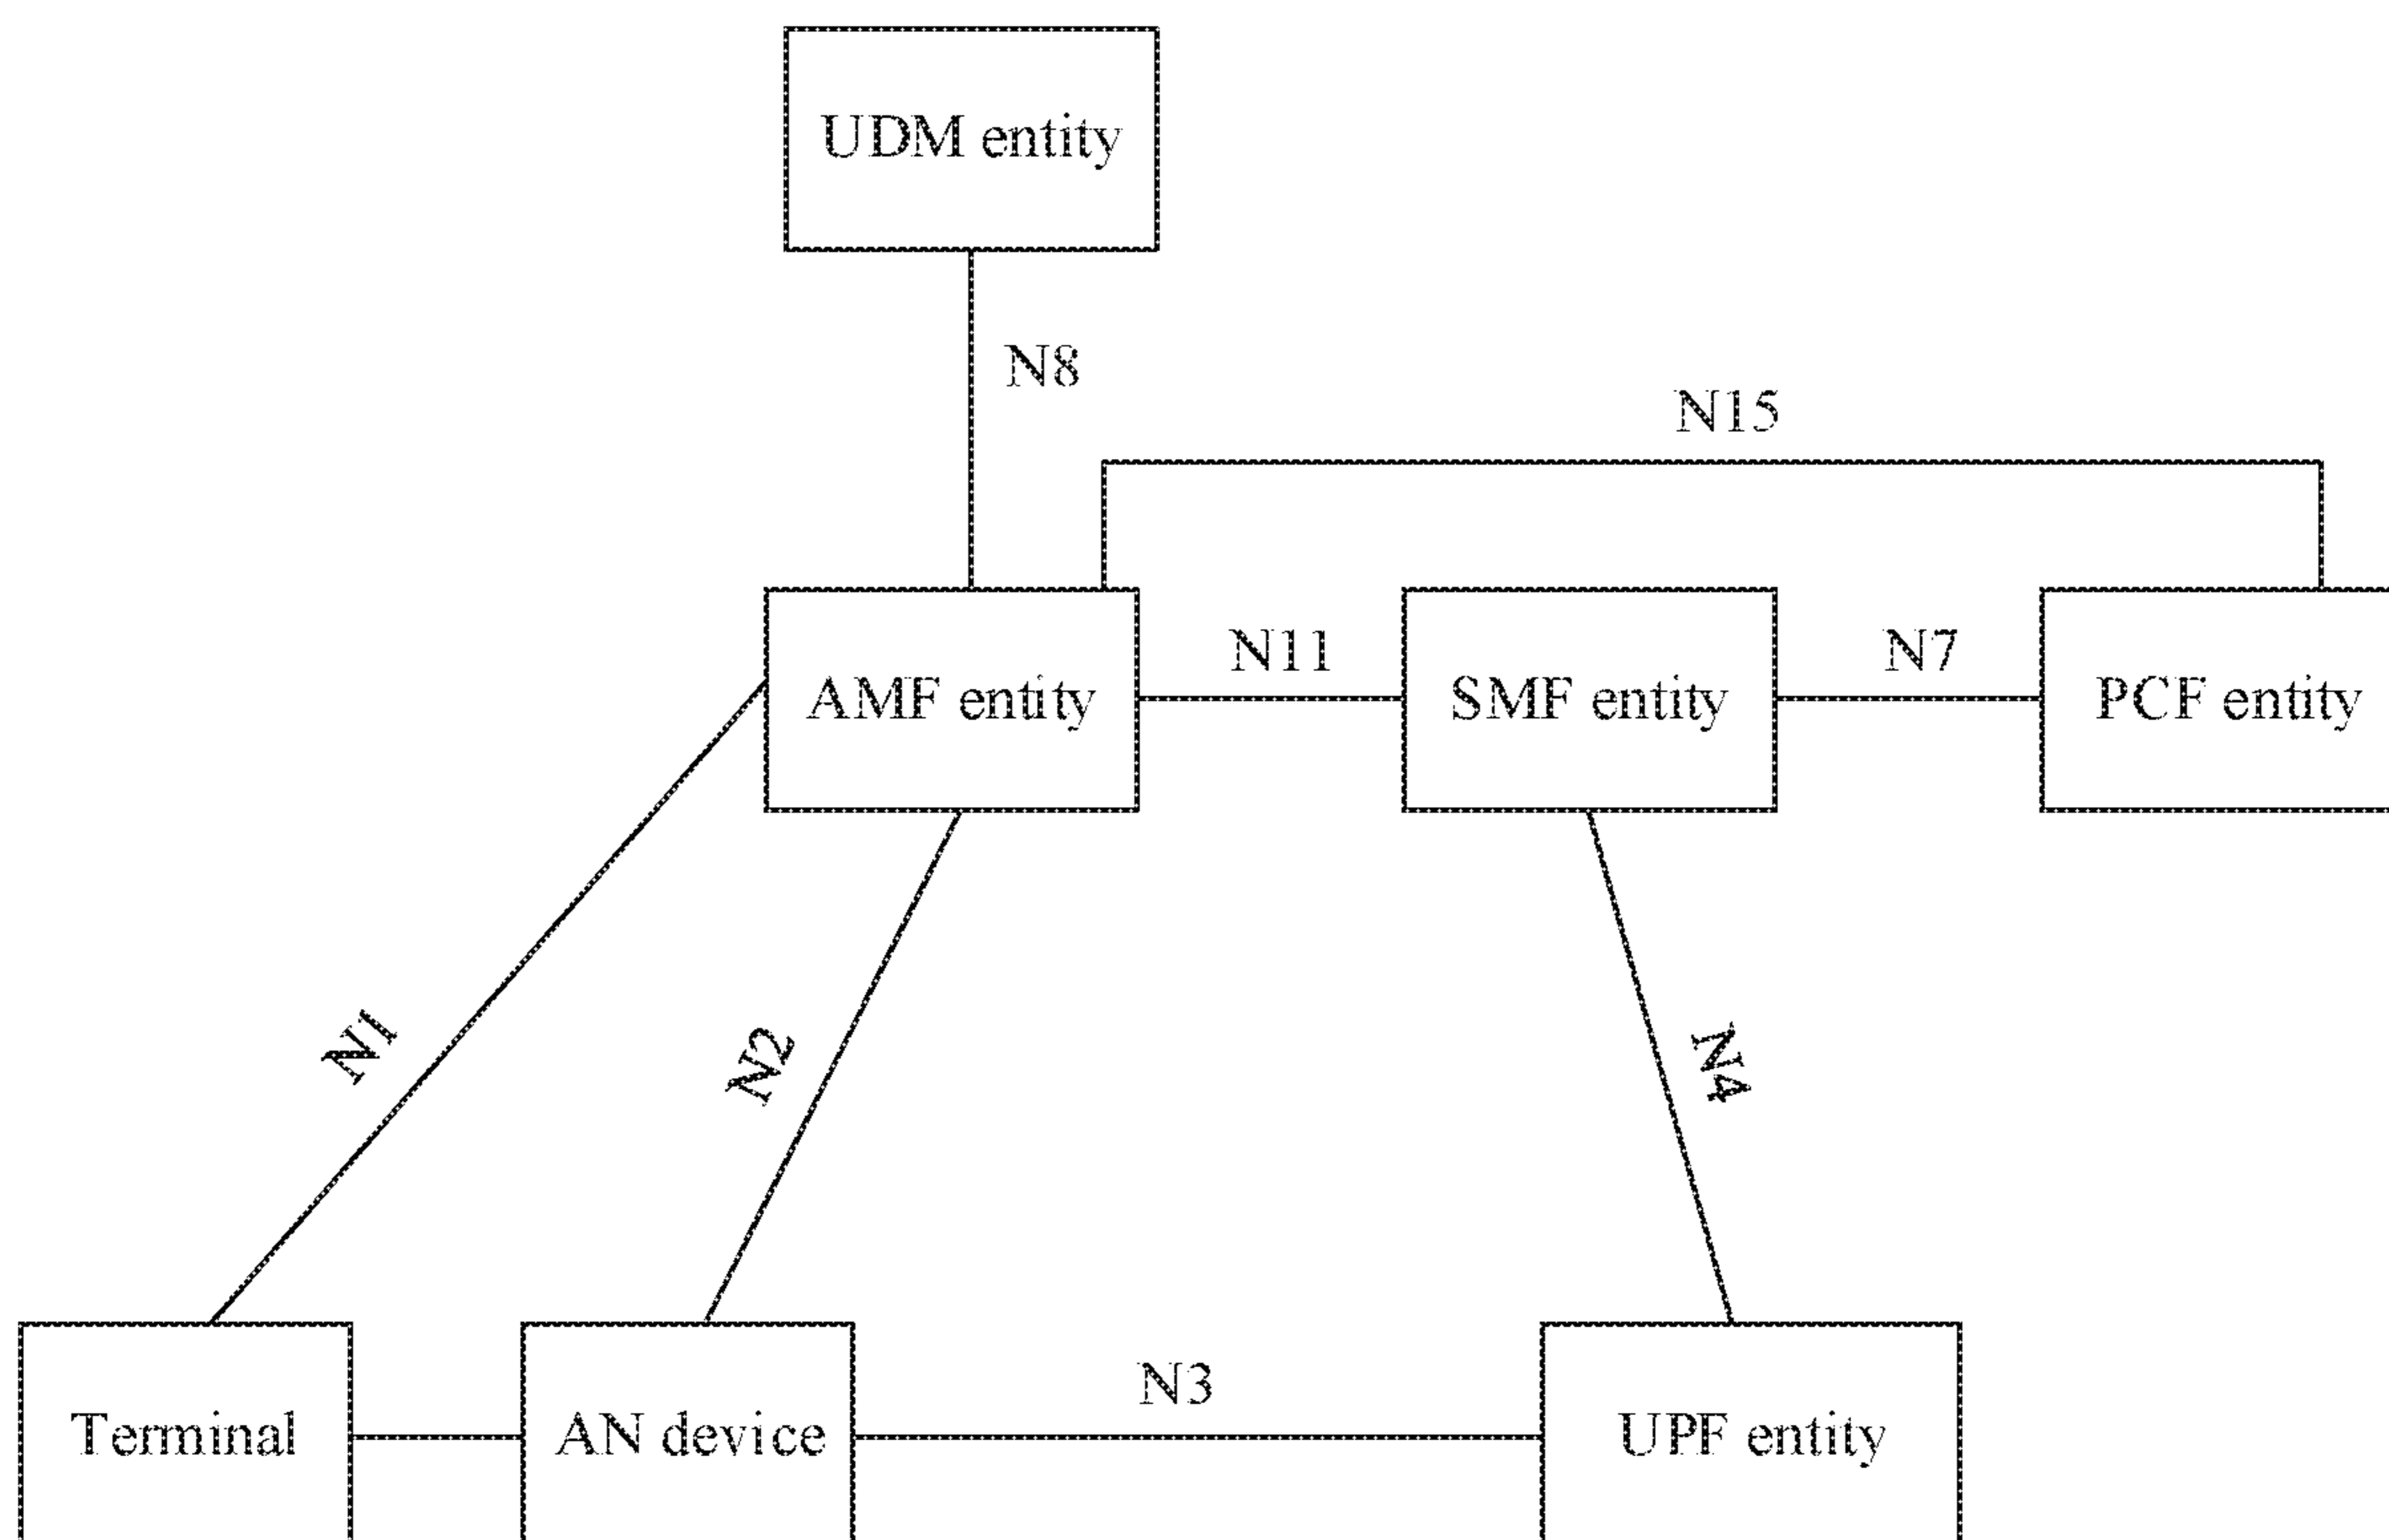 UDM entity
N8
N15
AMF entity
N11
SMF entity
N7
PCF entity
N1
N2
N4
Terminal
AN device
N3
UPF entity